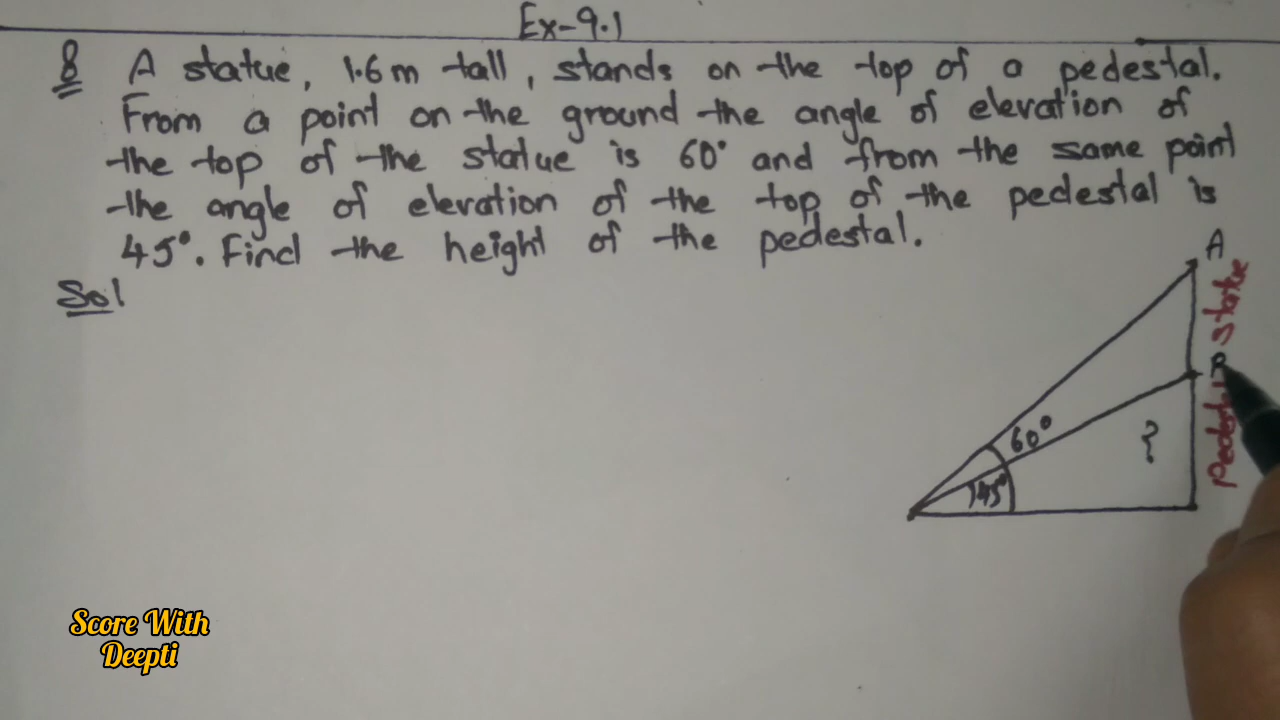 Ex-9.1
8 A statue, 1.6m tall, stands on the top of a pedestal.
From a point on the ground the angle of elevation of
the top of the statue is 60° and from the same point
the angle of elevation of the top of the pedestal is
45°. Find the height of the pedestal.
Sol
A
statue
60°
?
45°
Score With
Deepti